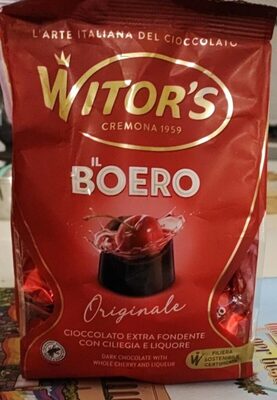 L'ARTE ITALIANA DEL CIOCCOLATO
WITOR'S
CREMONA 1959
IL
BOERO
Originale
CIOCCOLATO EXTRA FONDENTE
CON CILIEGIA E LIQUORE
DARK CHOCOLATE WITH
WHOLE CHERRY AND LIQUEUR
W
FILIERA
SOSTENIBILE
CERTIFICATA